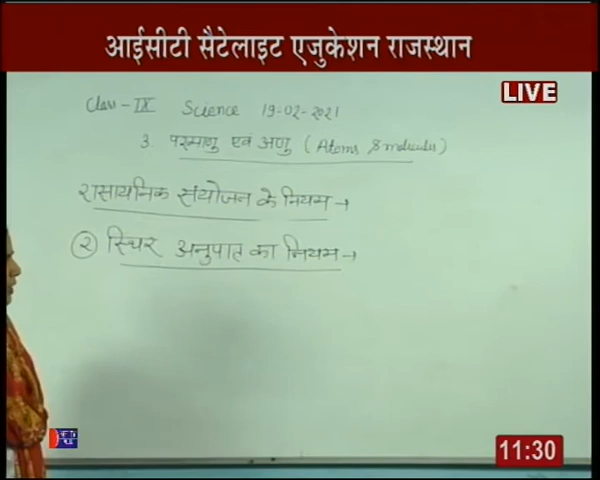 आईसीटी सैटेलाइट एजुकेशन राजस्थान
LIVE
Class - IX Science 19-02-2021
3. परमाणु एवं अणु (Atoms & molecules)
रासायनिक संयोजन के नियम →
② स्थिर अनुपात का नियम →
11:30